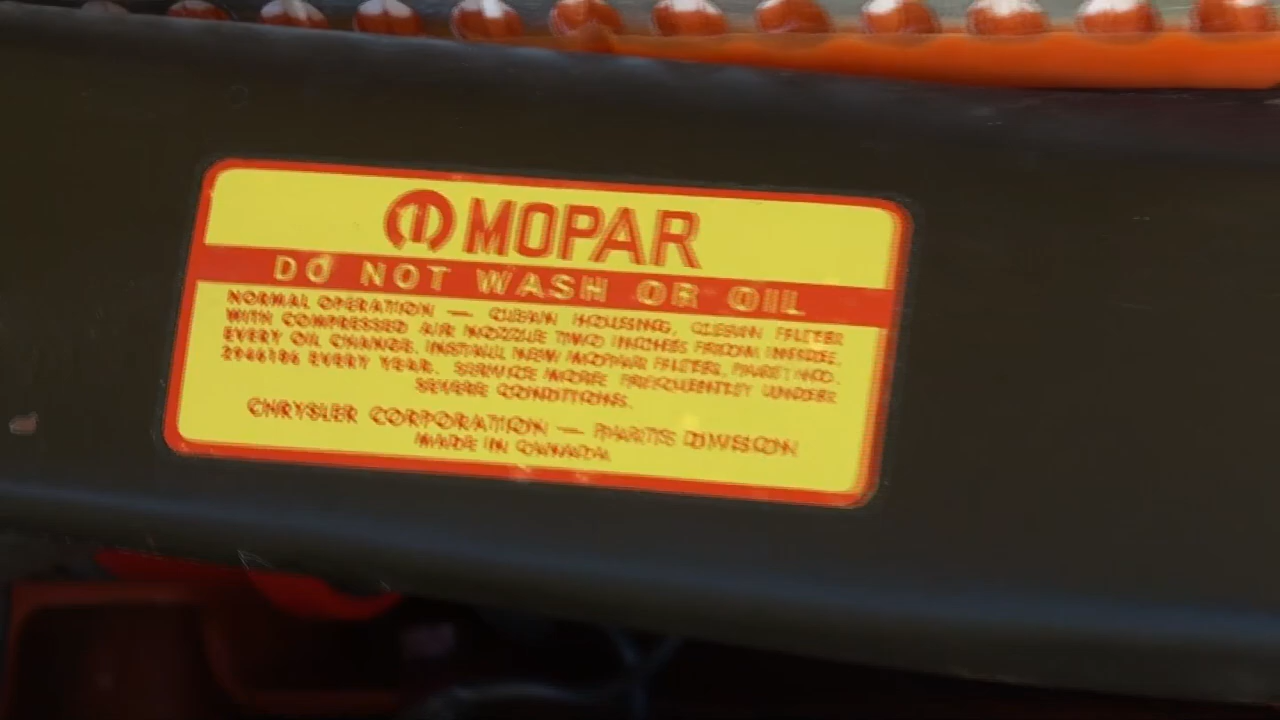 MOPAR
DO NOT WASH OR OIL
NORMAL OPERATION — CLEAN HOUSING, CLEAN FILTER
WITH COMPRESSED AIR NOZZLE TWO INCHES FROM INSIDE,
EVERY OIL CHANGE. INSTALL NEW MOPAR FILTER, PART NO.
EVERY YEAR. SERVICE MORE FREQUENTLY UNDER
SEVERE CONDITIONS.
CHRYSLER CORPORATION — PARTS DIVISION
MADE IN CANADA